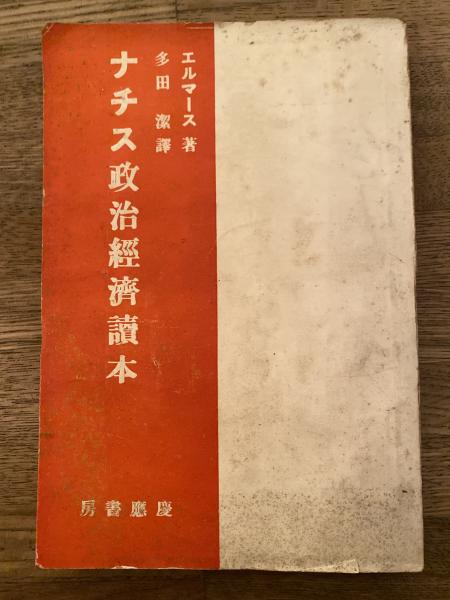 エルマース 著
多田 潔 譯
ナチス政治經濟讀本
慶應書房